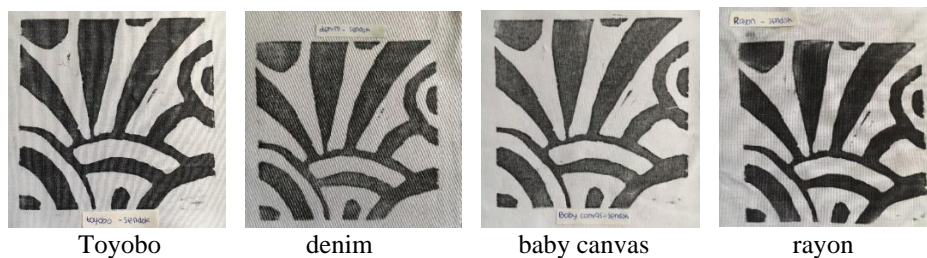 toyobo - sendok
denim - sendok
Baby canvas - sendok
Rayon - sendok
Toyobo
denim
baby canvas
rayon